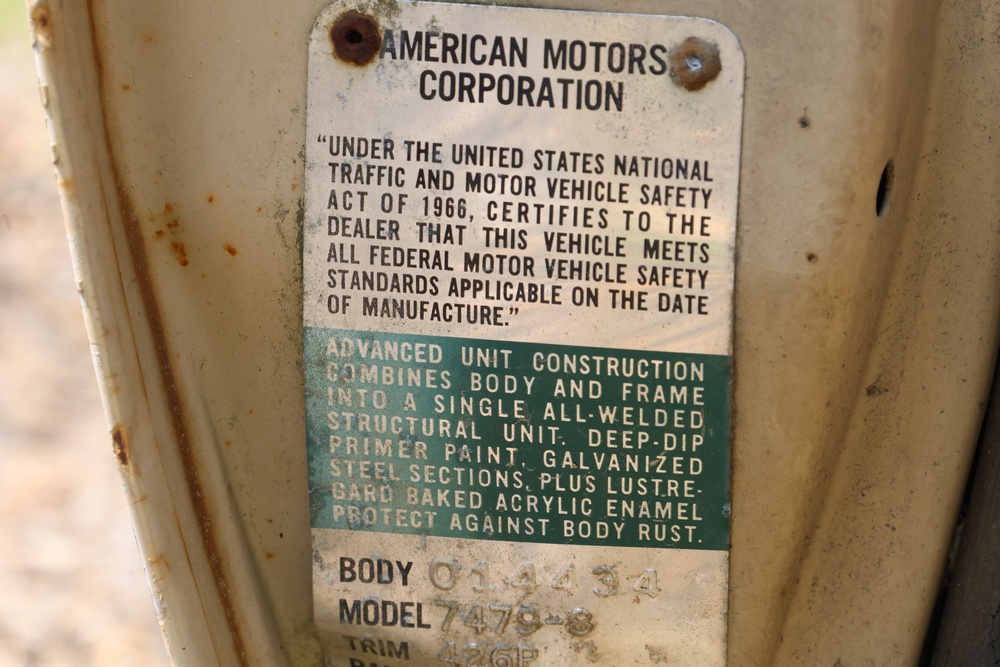 AMERICAN MOTORS
CORPORATION
“UNDER THE UNITED STATES NATIONAL
TRAFFIC AND MOTOR VEHICLE SAFETY
ACT OF 1966, CERTIFIES TO THE
DEALER THAT THIS VEHICLE MEETS
ALL FEDERAL MOTOR VEHICLE SAFETY
STANDARDS APPLICABLE ON THE DATE
OF MANUFACTURE.”
ADVANCED UNIT CONSTRUCTION
COMBINES BODY AND FRAME
INTO A SINGLE ALL-WELDED
STRUCTURAL UNIT. DEEP-DIP
PRIMER PAINT, GALVANIZED
STEEL SECTIONS, PLUS LUSTRE-
GARD BAKED ACRYLIC ENAMEL
PROTECT AGAINST BODY RUST.
BODY 014434
MODEL 7479-8
TRIM